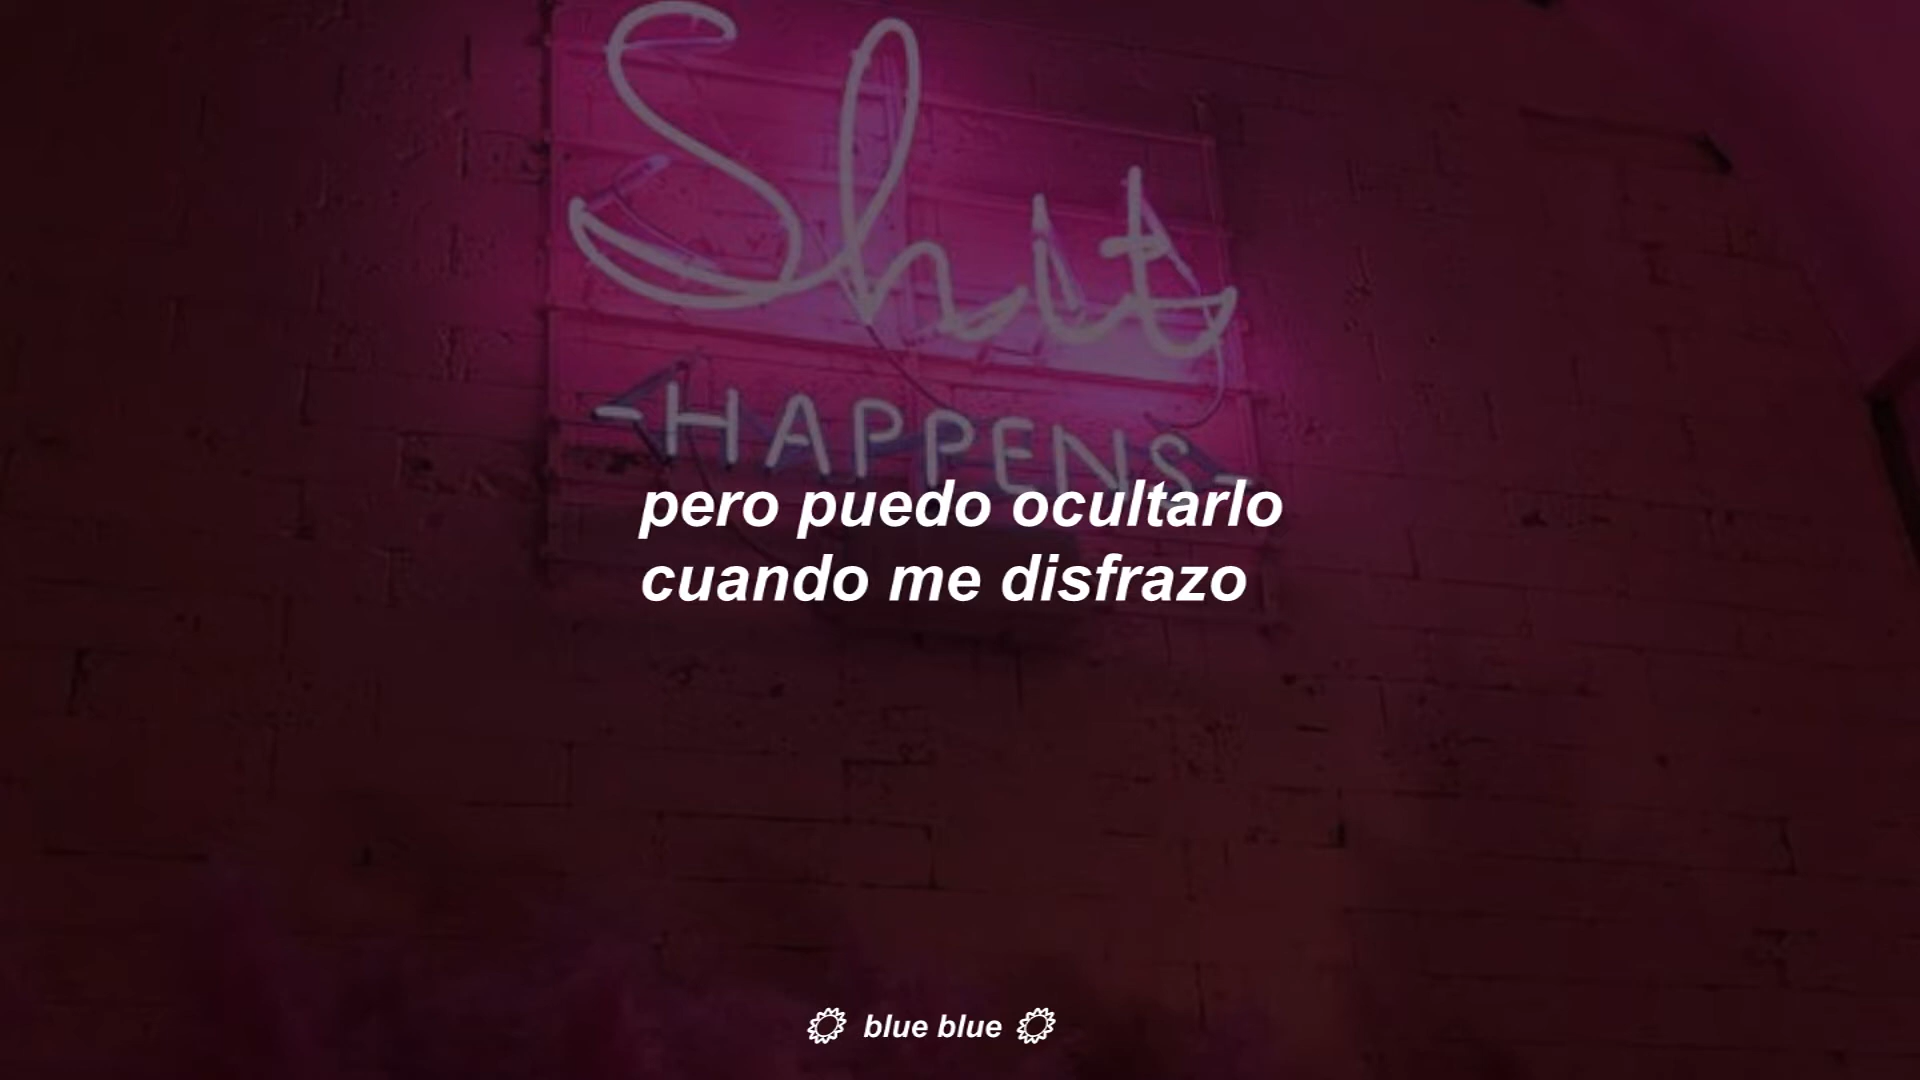 Shit
-HAPPENS-
pero puedo ocultarlo
cuando me disfrazo
blue blue